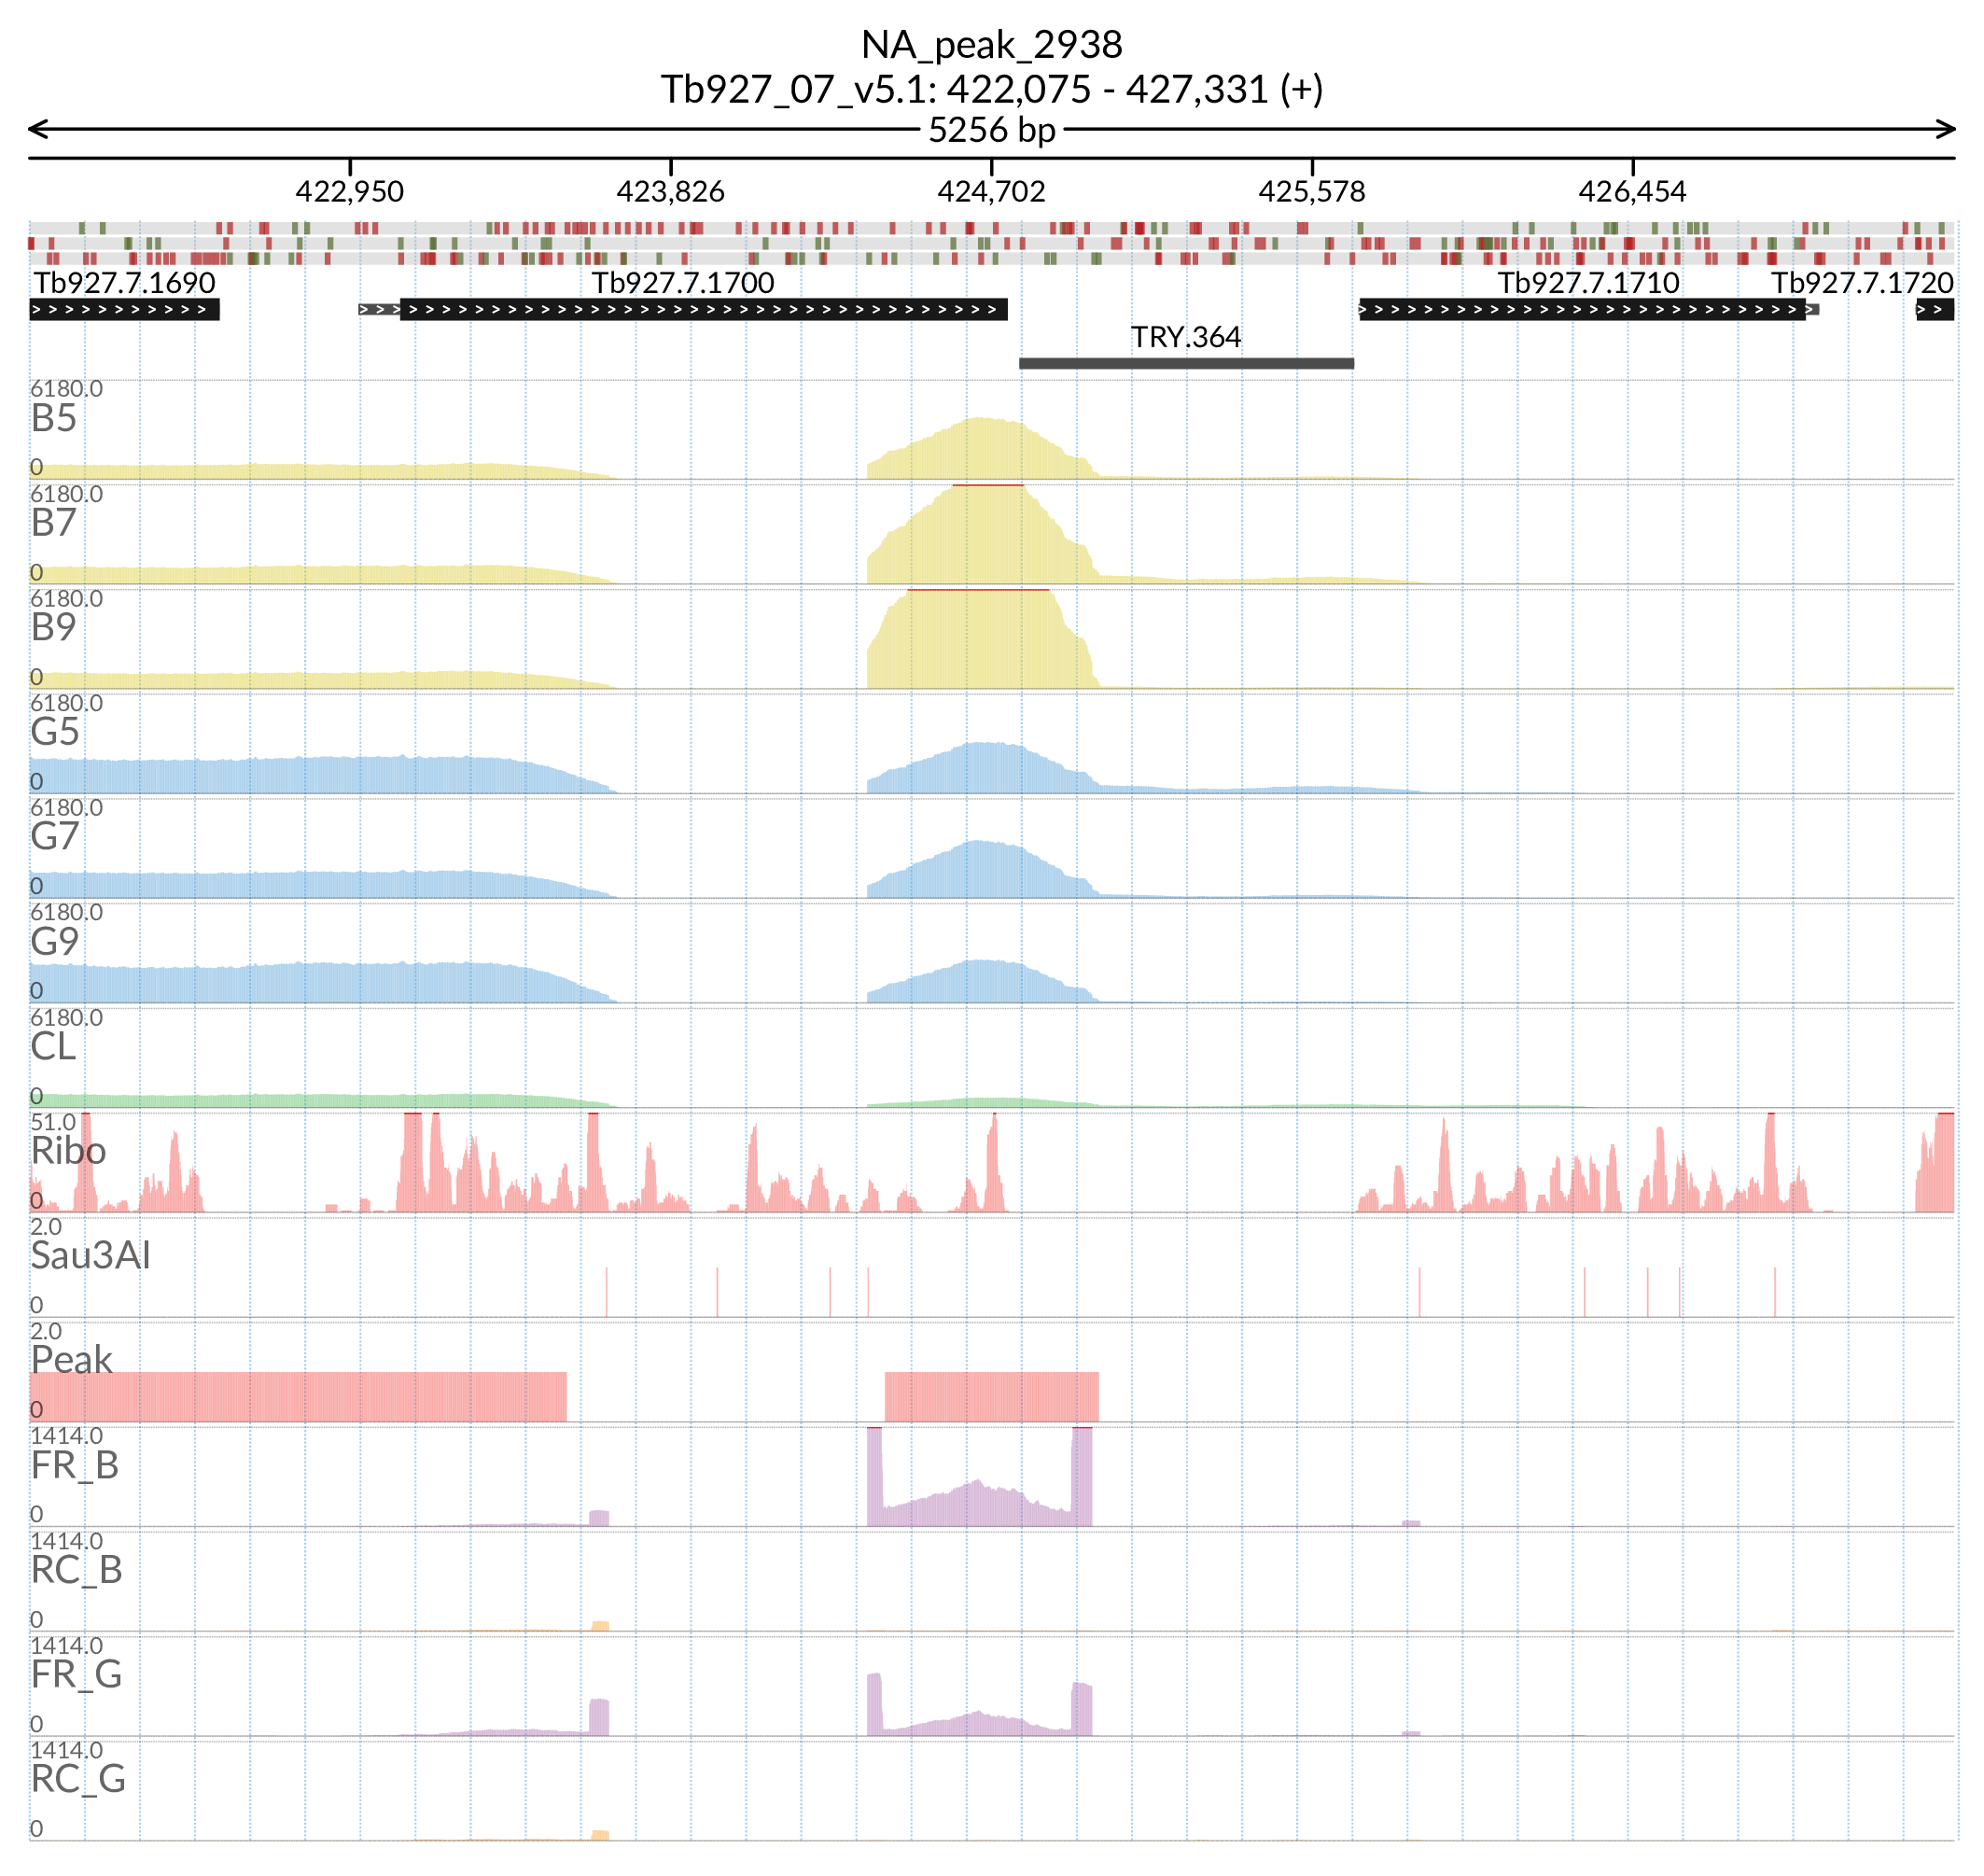 NA_peak_2938
Tb927_07_v5.1: 422,075 - 427,331 (+)
5256 bp
422,950 423,826 424,702 425,578 426,454
Tb927.7.1690 Tb927.7.1700 Tb927.7.1710 Tb927.7.1720
TRY.364
6180.0
B5
0
6180.0
B7
0
6180.0
B9
0
6180.0
G5
0
6180.0
G7
0
6180.0
G9
0
6180.0
CL
0
51.0
Ribo
0
2.0
Sau3AI
0
2.0
Peak
0
1414.0
FR_B
0
1414.0
RC_B
0
1414.0
FR_G
0
1414.0
RC_G
0